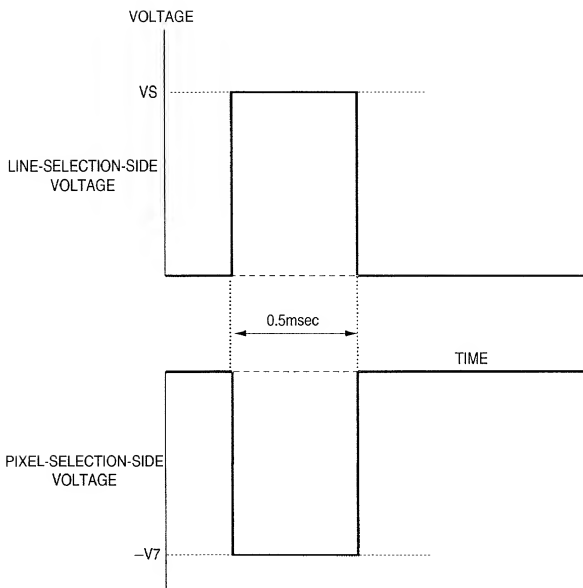 VOLTAGE
VS
LINE-SELECTION-SIDE
VOLTAGE
0.5msec
TIME
PIXEL-SELECTION-SIDE
VOLTAGE
–V7